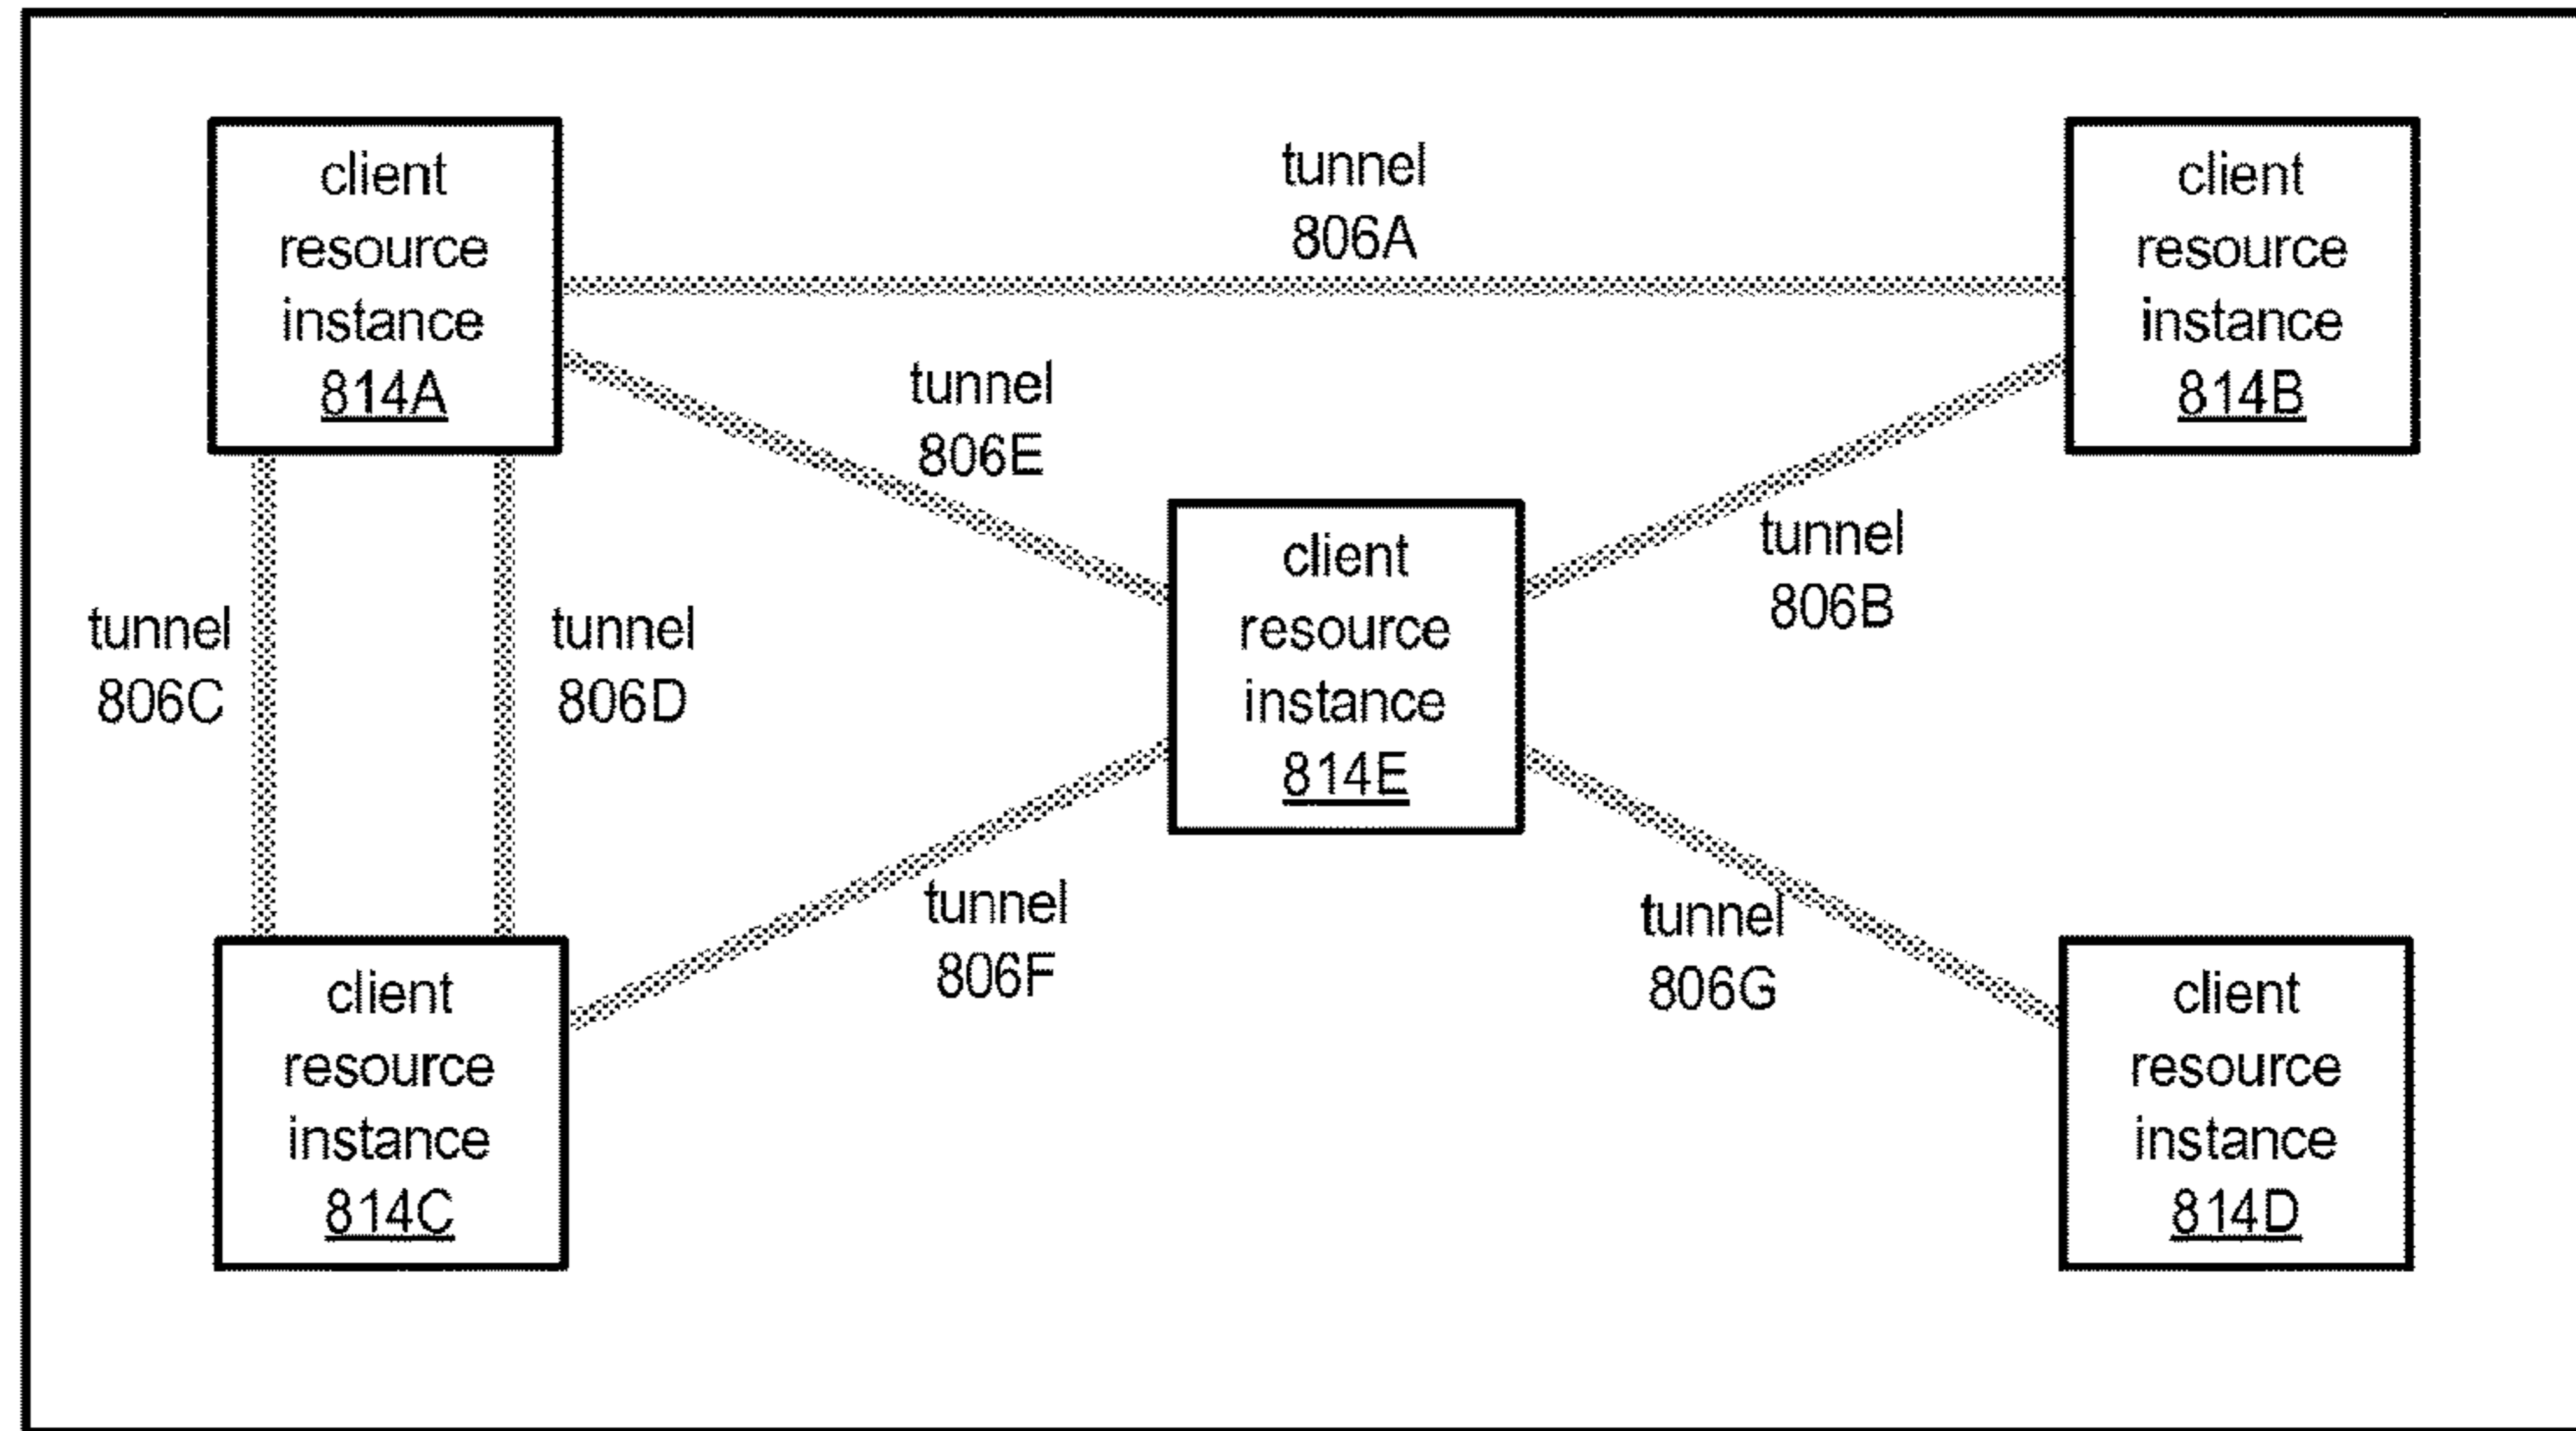 client
resource
instance
814A
tunnel
806A
client
resource
instance
814B
tunnel
806E
client
resource
instance
814E
tunnel
806B
tunnel
806C
tunnel
806D
tunnel
806F
tunnel
806G
client
resource
instance
814C
client
resource
instance
814D